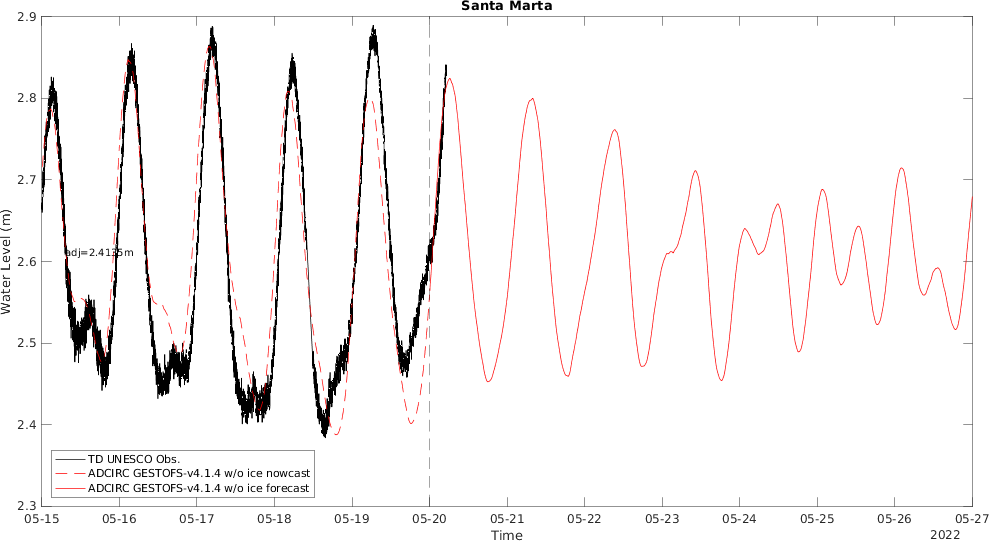 Santa Marta
2.9
2.8
2.7
2.6
2.5
2.4
2.3
Water Level (m)
adj=2.4135m
TD UNESCO Obs.
ADCIRC GESTOFS-v4.1.4 w/o ice nowcast
ADCIRC GESTOFS-v4.1.4 w/o ice forecast
05-15 05-16 05-17 05-18 05-19 05-20 05-21 05-22 05-23 05-24 05-25 05-26 05-27
Time
2022